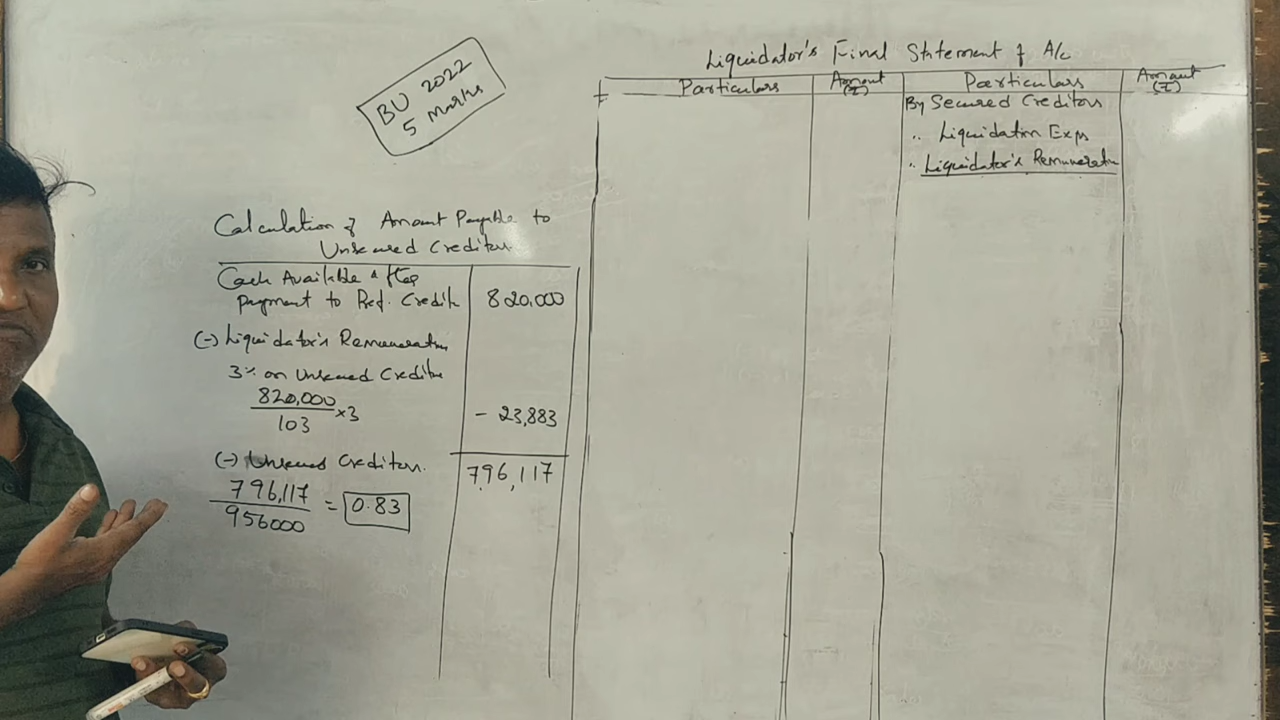 BU 2022
5 Marks
Calculation of Amount Payable to
Unsecured Creditors
Cash Available After
payment to Pref. Credit
820,000
(-) Liquidator's Remuneration
3% on Unsecured Creditors
820,000
103
×3
- 23,883
(-) Unsecured Creditors.
796,117
796,117
956000
= 0.83
Liquidator's Final Statement of A/c
Particulars Amount (₹) Particulars Amount (₹)
By Secured Creditors
,, Liquidation Exps
,, Liquidator's Remuneratn